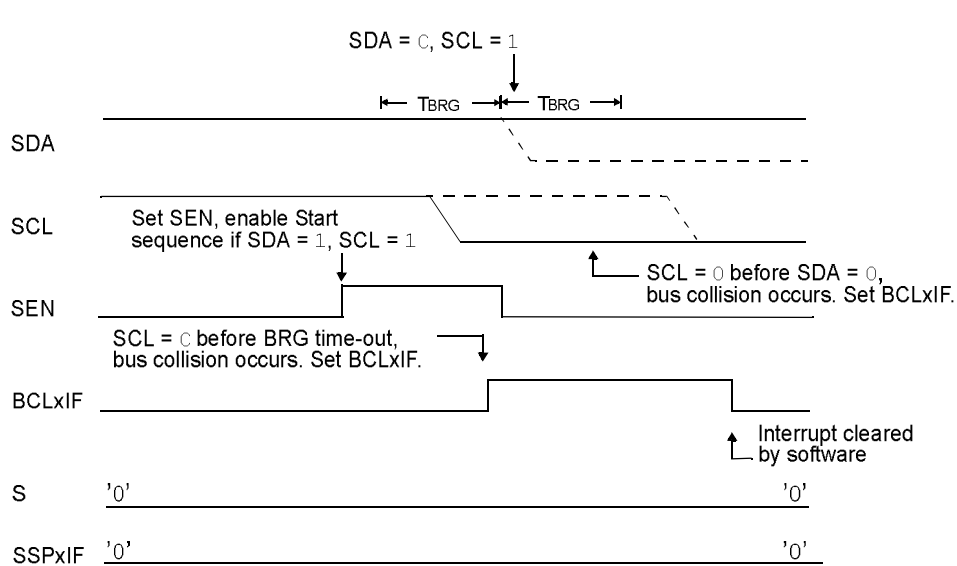 SDA = C, SCL = 1
TBRG TBRG
SDA
SCL
Set SEN, enable Start
sequence if SDA = 1, SCL = 1
SCL = 0 before SDA = 0,
bus collision occurs. Set BCLxIF.
SEN
SCL = C before BRG time-out,
bus collision occurs. Set BCLxIF.
BCLxIF
Interrupt cleared
by software
S '0' '0'
SSPxIF '0' '0'